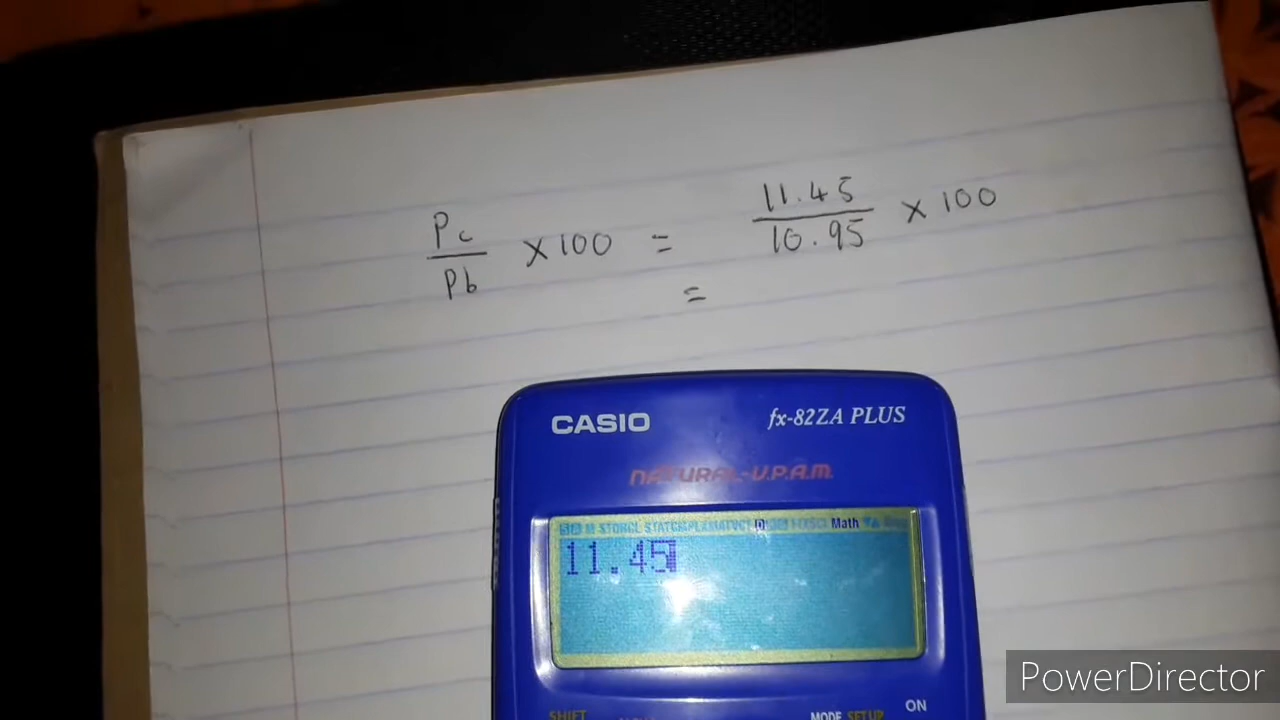 Pc/Pb × 100 = 11.45/10.95 × 100
=
CASIO fx-82ZA PLUS
NATURAL-V.P.A.M.
Math
11.45
SHIFT MODE SETUP ON
PowerDirector